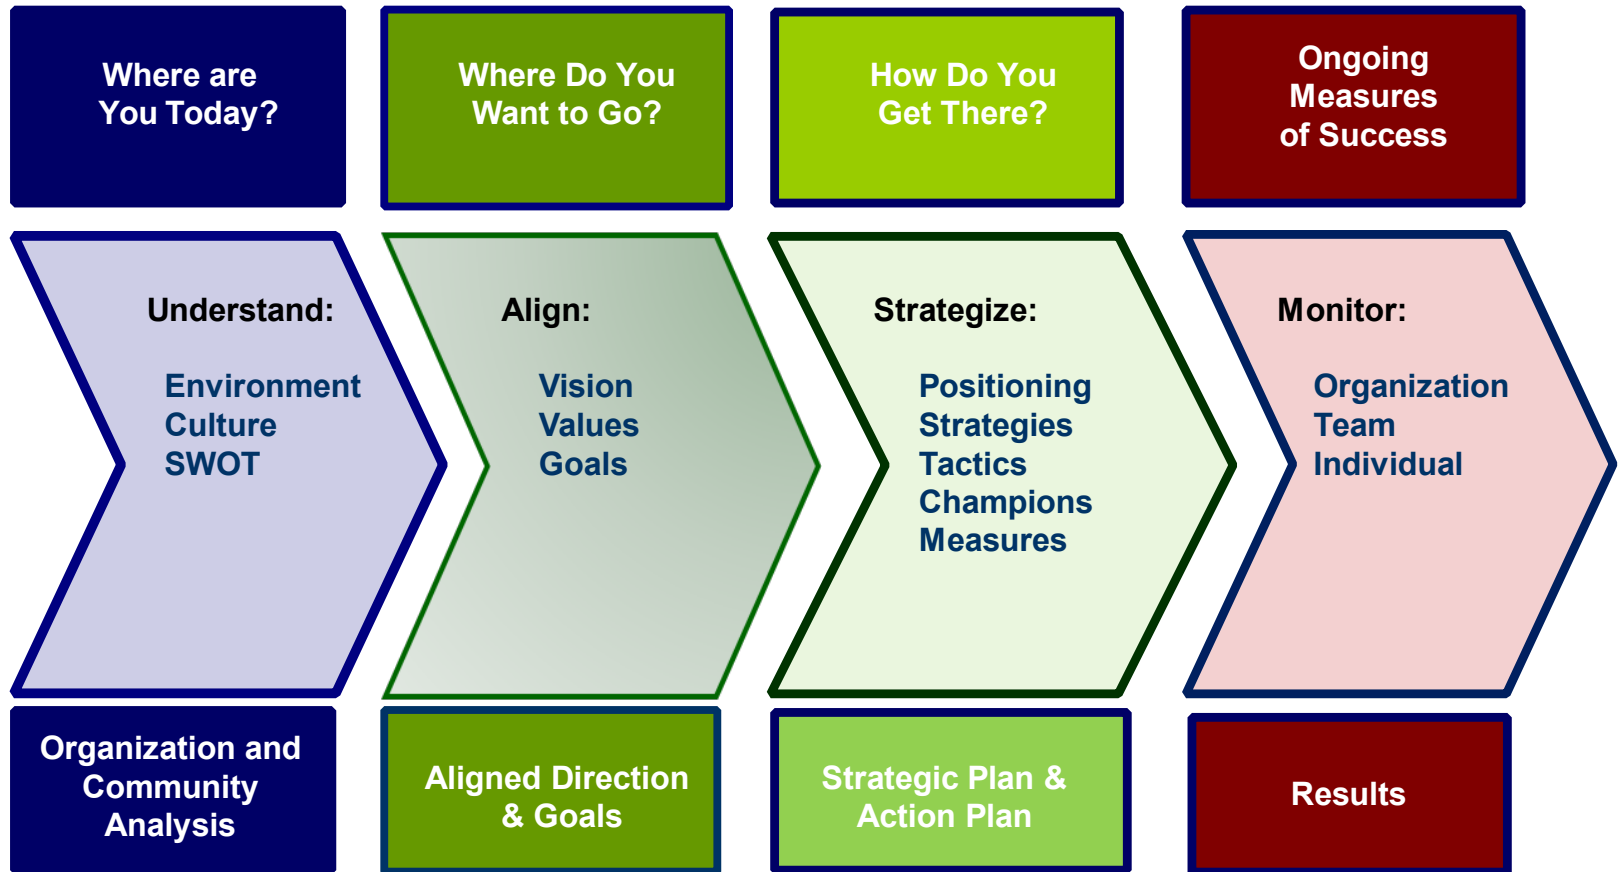 Where are
You Today?
Where Do You
Want to Go?
How Do You
Get There?
Ongoing
Measures
of Success
Understand:
Environment
Culture
SWOT
Align:
Vision
Values
Goals
Strategize:
Positioning
Strategies
Tactics
Champions
Measures
Monitor:
Organization
Team
Individual
Organization and
Community
Analysis
Aligned Direction
& Goals
Strategic Plan &
Action Plan
Results